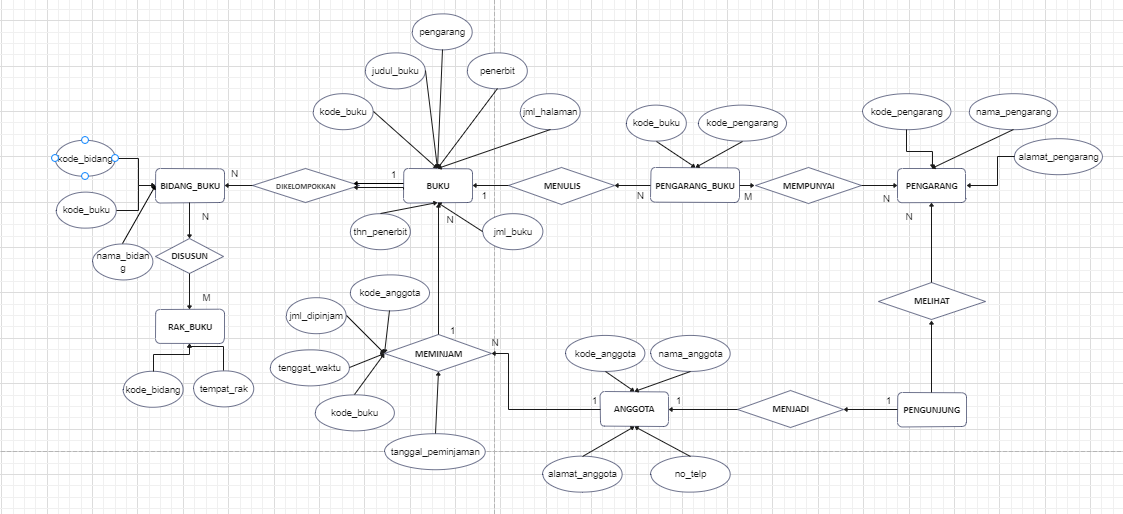 pengarang
judul_buku
penerbit
kode_buku
jml_halaman
kode_buku
kode_pengarang
kode_pengarang
nama_pengarang
alamat_pengarang
kode_bidang
kode_buku
nama_bidan
g
BIDANG_BUKU
N
DIKELOMPOKKAN
1
BUKU
1
MENULIS
N
PENGARANG_BUKU
M
MEMPUNYAI
N
PENGARANG
N
N
thn_penerbit
N
jml_buku
DISUSUN
M
RAK_BUKU
kode_bidang
tempat_rak
kode_anggota
jml_dipinjam
tenggat_waktu
kode_buku
1
MEMINJAM
N
tanggal_peminjaman
MELIHAT
kode_anggota
nama_anggota
1
ANGGOTA
1
MENJADI
1
PENGUNJUNG
alamat_anggota
no_telp